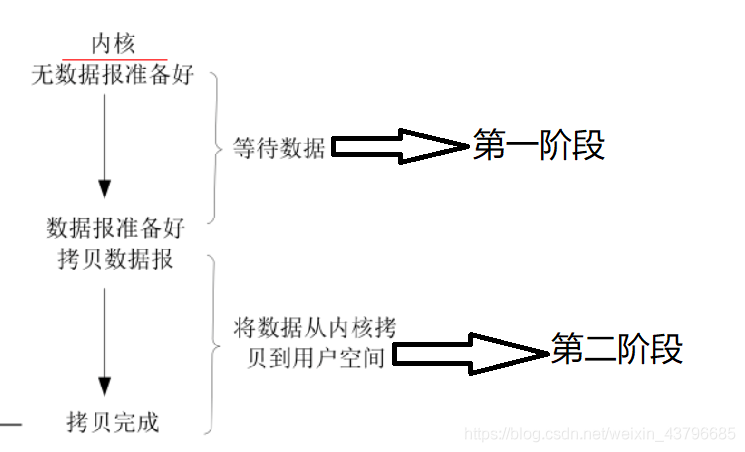 内核
无数据报准备好
等待数据
第一阶段
数据报准备好
拷贝数据报
将数据从内核拷
贝到用户空间
第二阶段
拷贝完成
https://blog.csdn.net/weixin_43796685